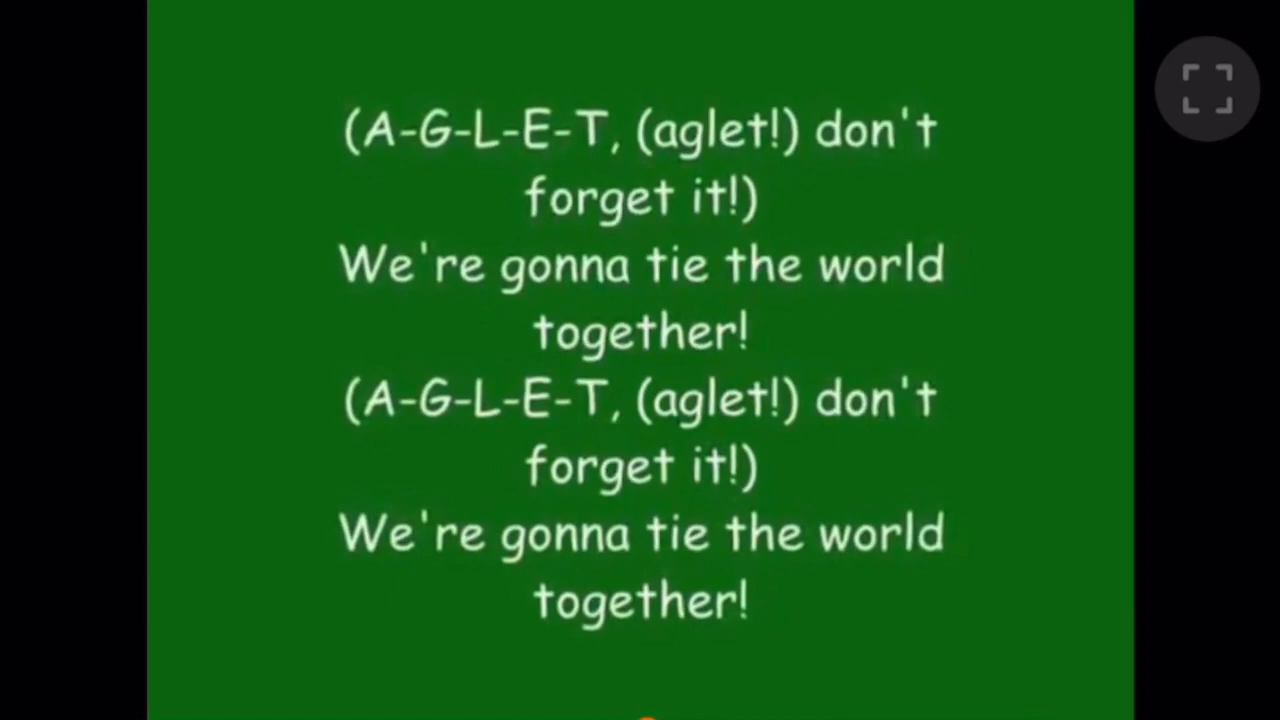 (A-G-L-E-T, (aglet!) don't
forget it!)
We're gonna tie the world
together!
(A-G-L-E-T, (aglet!) don't
forget it!)
We're gonna tie the world
together!